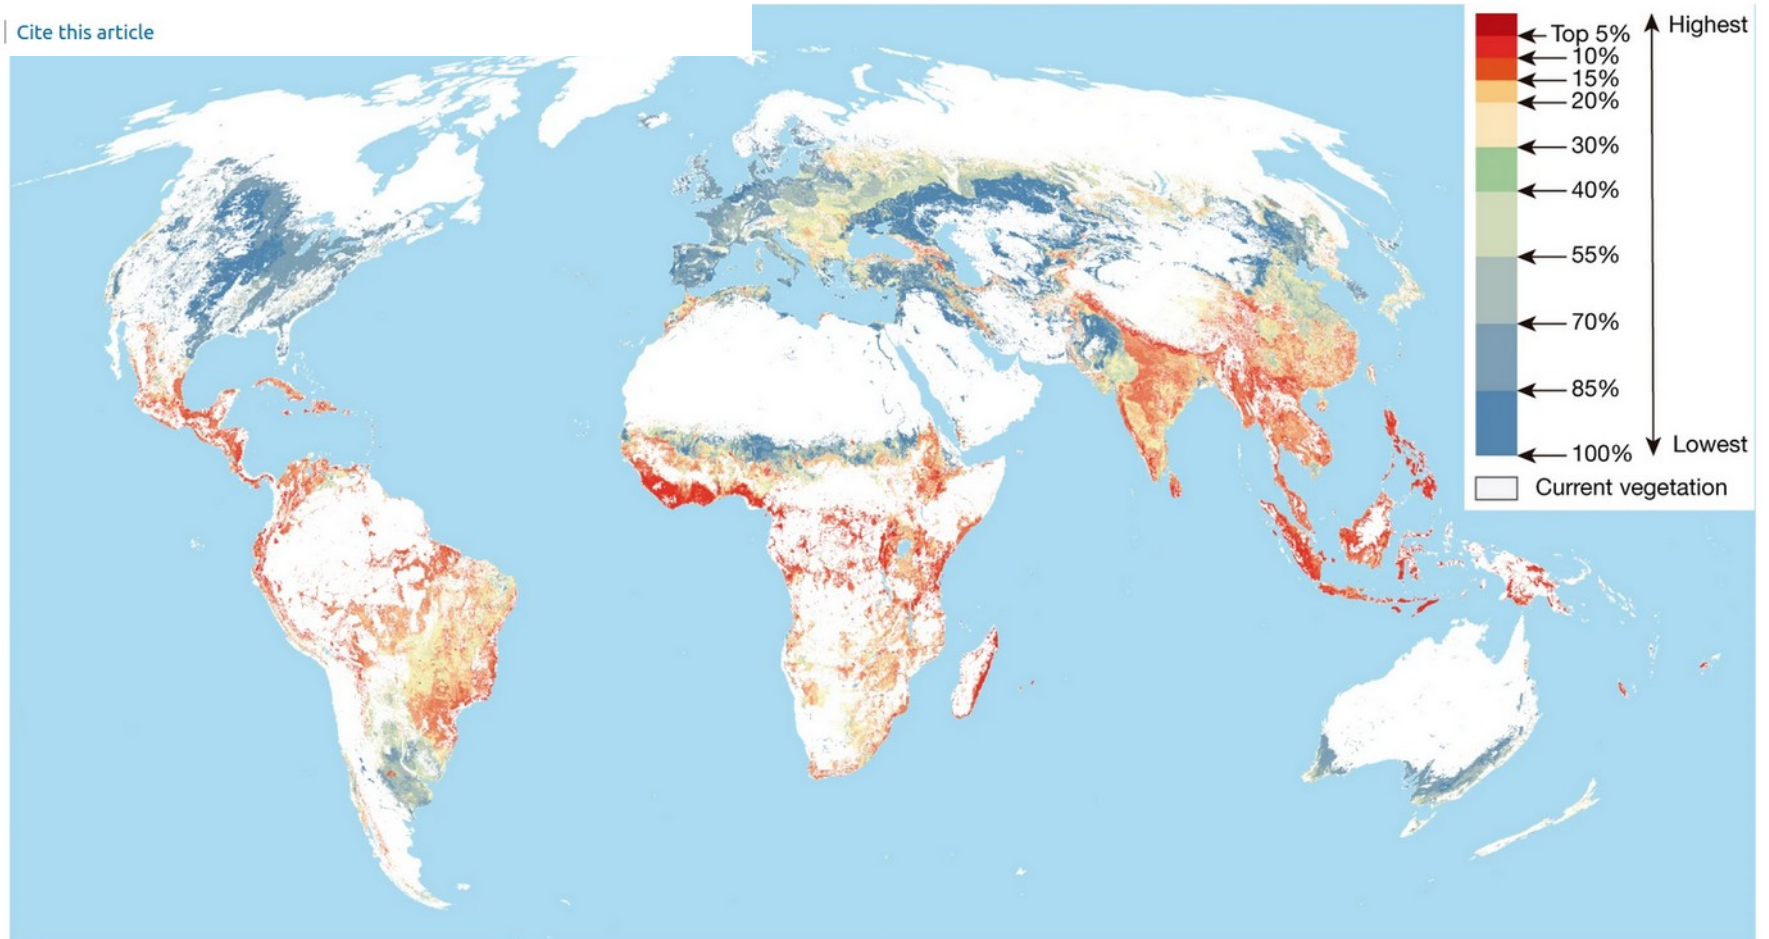 Cite this article
Highest
Top 5%
10%
15%
20%
30%
40%
55%
70%
85%
Lowest
100%
Current vegetation